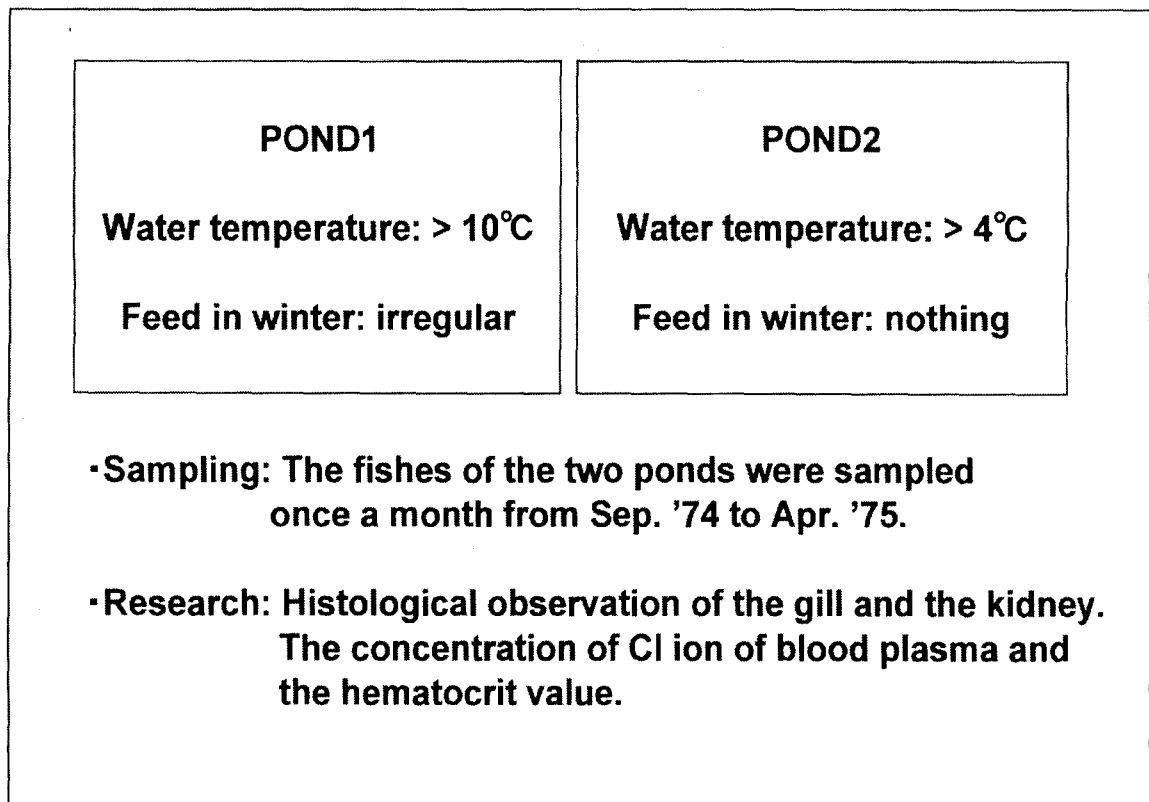 POND1
Water temperature: > 10℃
Feed in winter: irregular
POND2
Water temperature: > 4℃
Feed in winter: nothing
・Sampling: The fishes of the two ponds were sampled
once a month from Sep. '74 to Apr. '75.
・Research: Histological observation of the gill and the kidney.
The concentration of Cl ion of blood plasma and
the hematocrit value.